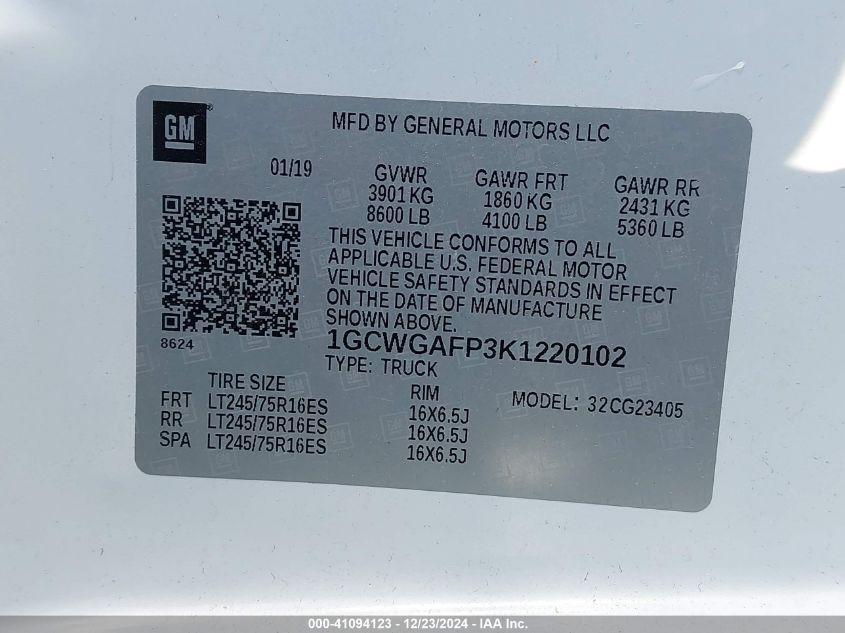 GM
MFD BY GENERAL MOTORS LLC
01/19
GVWR GAWR FRT GAWR RR
3901 KG 1860 KG 2431 KG
8600 LB 4100 LB 5360 LB
THIS VEHICLE CONFORMS TO ALL
APPLICABLE U.S. FEDERAL MOTOR
VEHICLE SAFETY STANDARDS IN EFFECT
ON THE DATE OF MANUFACTURE
SHOWN ABOVE.
8624
1GCWGAFP3K1220102
TYPE: TRUCK
TIRE SIZE RIM MODEL: 32CG23405
FRT LT245/75R16ES 16X6.5J
RR LT245/75R16ES 16X6.5J
SPA LT245/75R16ES 16X6.5J
000-41094123 - 12/23/2024 - IAAI.com